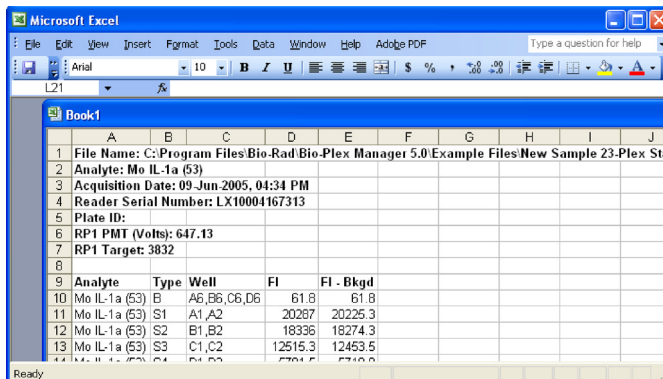 Microsoft Excel
File Edit View Insert Format Tools Data Window Help Adobe PDF Type a question for help
Arial 10 B I U $ % ,
L21 fx
Book1
A B C D E F G H I J
1 File Name: C:\Program Files\Bio-Rad\Bio-Plex Manager 5.0\Example Files\New Sample 23-Plex St
2 Analyte: Mo IL-1a (53)
3 Acquisition Date: 09-Jun-2005, 04:34 PM
4 Reader Serial Number: LX10004167313
5 Plate ID:
6 RP1 PMT (Volts): 647.13
7 RP1 Target: 3832
8
9 Analyte Type Well FI FI - Bkgd
10 Mo IL-1a (53) B A6,B6,C6,D6 61.8 61.8
11 Mo IL-1a (53) S1 A1,A2 20287 20225.3
12 Mo IL-1a (53) S2 B1,B2 18336 18274.3
13 Mo IL-1a (53) S3 C1,C2 12515.3 12453.5
Ready